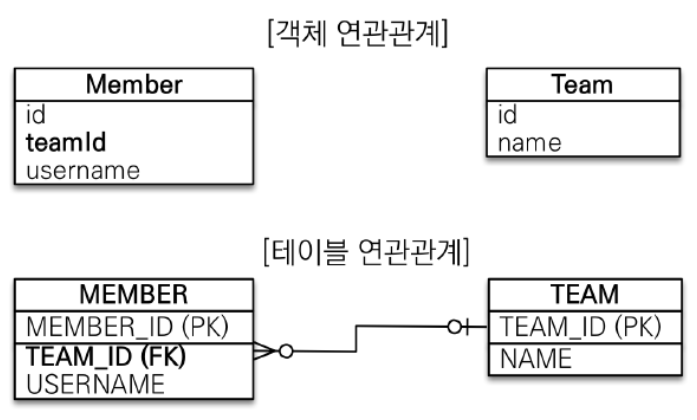 [객체 연관관계]
Member
id
teamId
username
Team
id
name
[테이블 연관관계]
MEMBER
MEMBER_ID (PK)
TEAM_ID (FK)
USERNAME
TEAM
TEAM_ID (PK)
NAME